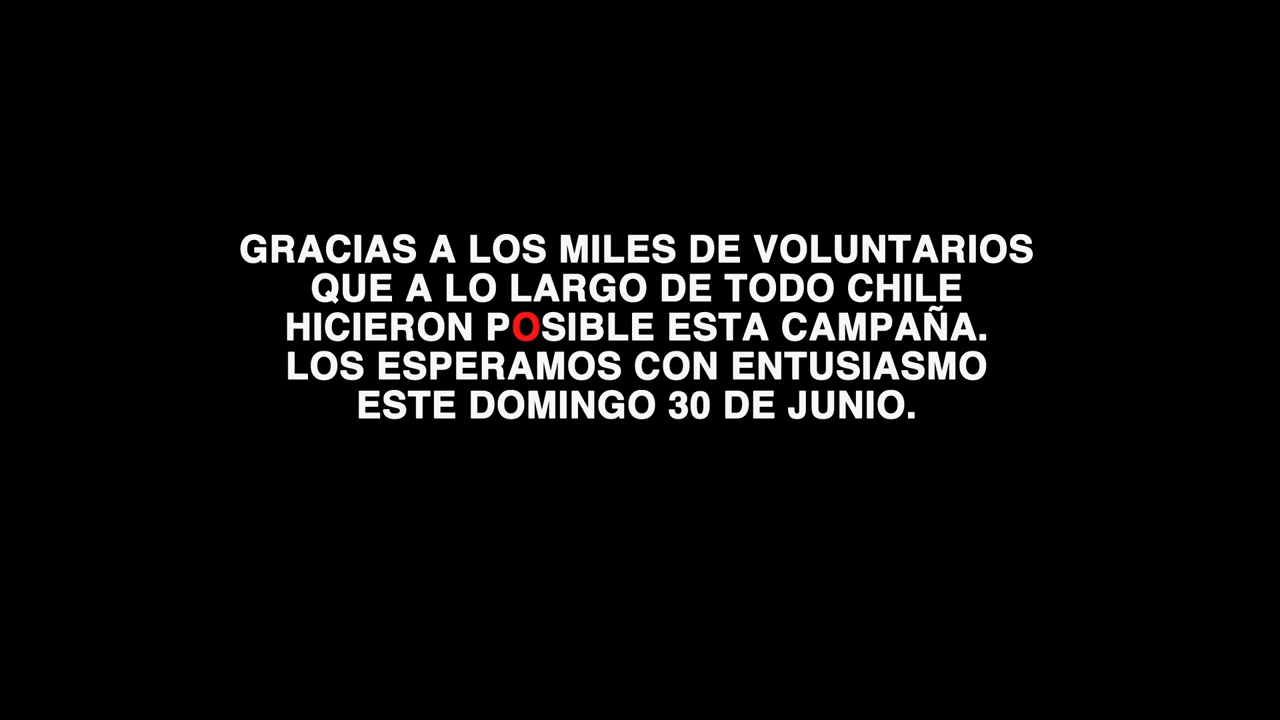 GRACIAS A LOS MILES DE VOLUNTARIOS
QUE A LO LARGO DE TODO CHILE
HICIERON POSIBLE ESTA CAMPAÑA.
LOS ESPERAMOS CON ENTUSIASMO
ESTE DOMINGO 30 DE JUNIO.